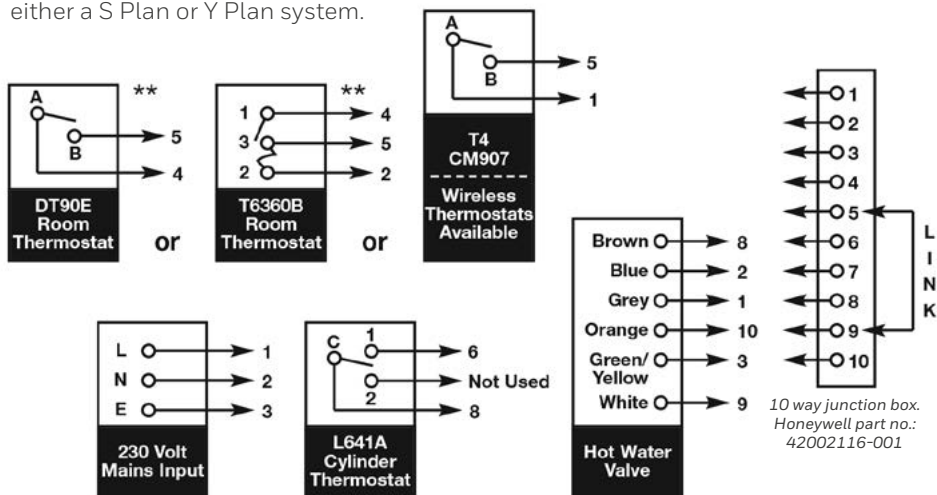 either a S Plan or Y Plan system.
A
B
5
4
**
DT90E
Room
Thermostat
or
1
3
2
4
5
2
**
T6360B
Room
Thermostat
or
A
B
5
1
T4
CM907
Wireless
Thermostats
Available
L
N
E
1
2
3
230 Volt
Mains Input
C
1
2
6
Not Used
8
L641A
Cylinder
Thermostat
Brown 8
Blue 2
Grey 1
Orange 10
Green/
Yellow 3
White 9
Hot Water
Valve
1
2
3
4
5
6
7
8
9
10
L
I
N
K
10 way junction box.
Honeywell part no.:
42002116-001